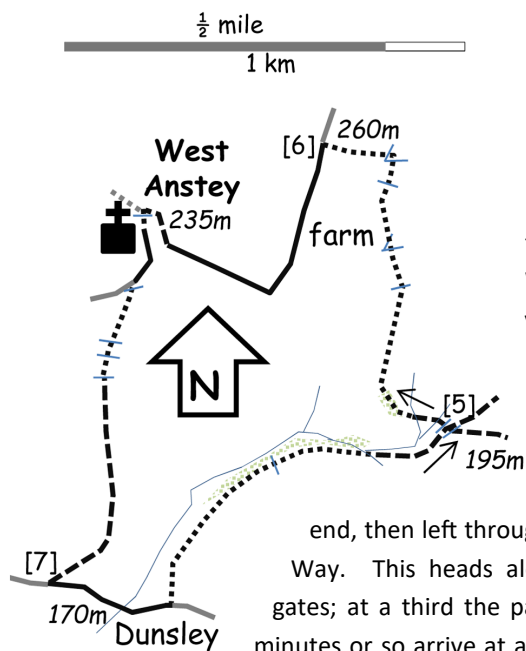 ½ mile
1 km
[6] 260m
West
Anstey
235m
farm
N
[5]
195m
end, then left throug
Way. This heads al
[7]
gates; at a third the pa
170m
Dunsley
minutes or so arrive at a